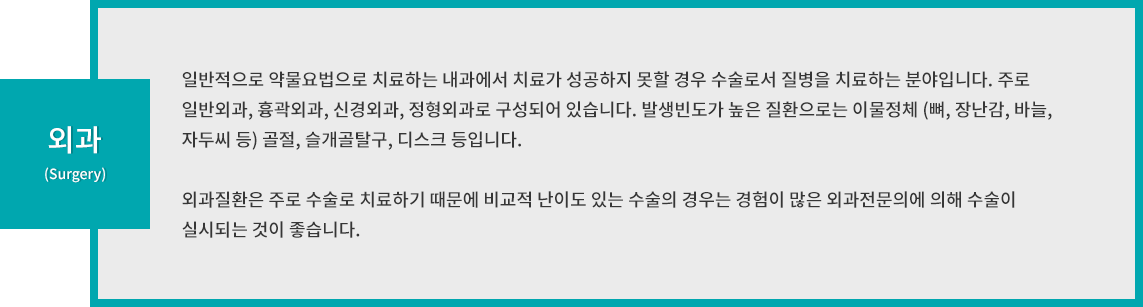 외과
(Surgery)
일반적으로 약물요법으로 치료하는 내과에서 치료가 성공하지 못할 경우 수술로서 질병을 치료하는 분야입니다. 주로
일반외과, 흉곽외과, 신경외과, 정형외과로 구성되어 있습니다. 발생빈도가 높은 질환으로는 이물정체 (뼈, 장난감, 바늘,
자두씨 등) 골절, 슬개골탈구, 디스크 등입니다.
외과질환은 주로 수술로 치료하기 때문에 비교적 난이도 있는 수술의 경우는 경험이 많은 외과전문의에 의해 수술이
실시되는 것이 좋습니다.